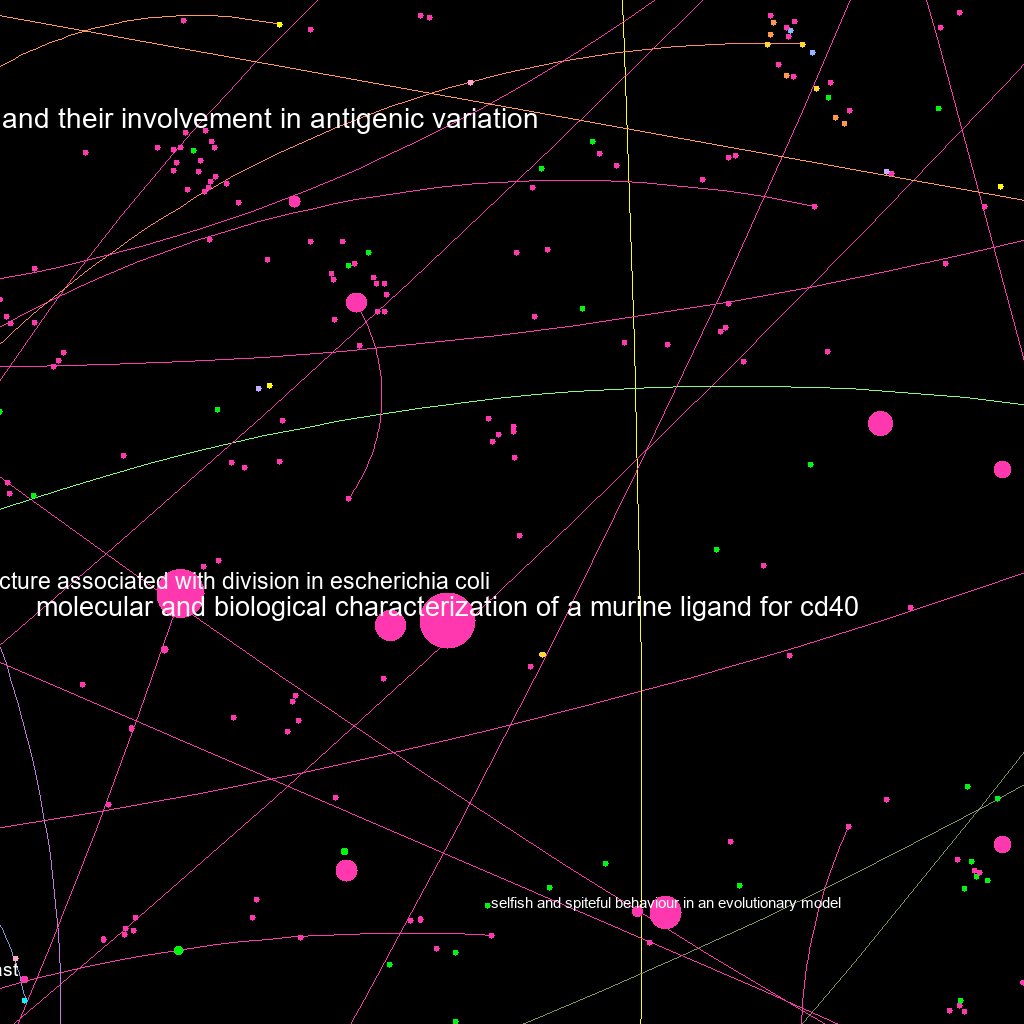 and their involvement in antigenic variation
cture associated with division in escherichia coli
molecular and biological characterization of a murine ligand for cd40
selfish and spiteful behaviour in an evolutionary model
ast